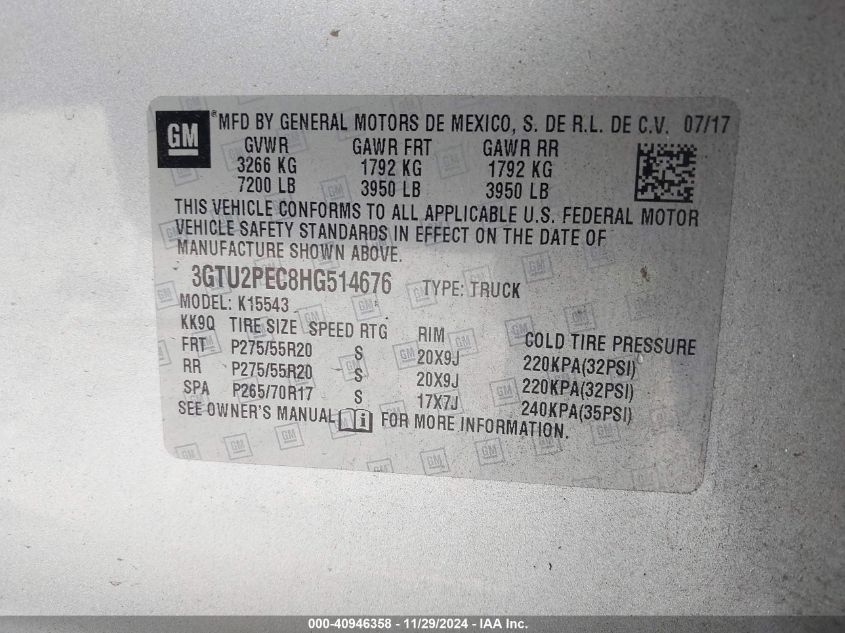 GM ® MFD BY GENERAL MOTORS DE MEXICO, S. DE R.L. DE C.V. 07/17
GVWR GAWR FRT GAWR RR
3266 KG 1792 KG 1792 KG
7200 LB 3950 LB 3950 LB
THIS VEHICLE CONFORMS TO ALL APPLICABLE U.S. FEDERAL MOTOR
VEHICLE SAFETY STANDARDS IN EFFECT ON THE DATE OF
MANUFACTURE SHOWN ABOVE.
3GTU2PEC8HG514676 TYPE: TRUCK
MODEL: K15543
KK9Q TIRE SIZE SPEED RTG RIM COLD TIRE PRESSURE
FRT P275/55R20 S 20X9J 220KPA(32PSI)
RR P275/55R20 S 20X9J 220KPA(32PSI)
SPA P265/70R17 S 17X7J 240KPA(35PSI)
SEE OWNER'S MANUAL FOR MORE INFORMATION.
000-40946358 - 11/29/2024 - IAA Inc.